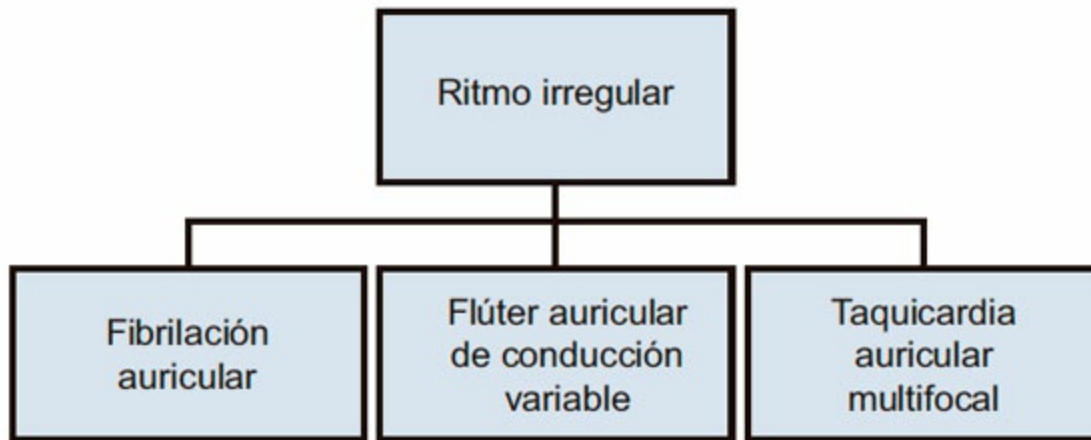 Ritmo irregular
Fibrilación
auricular
Flúter auricular
de conducción
variable
Taquicardia
auricular
multifocal